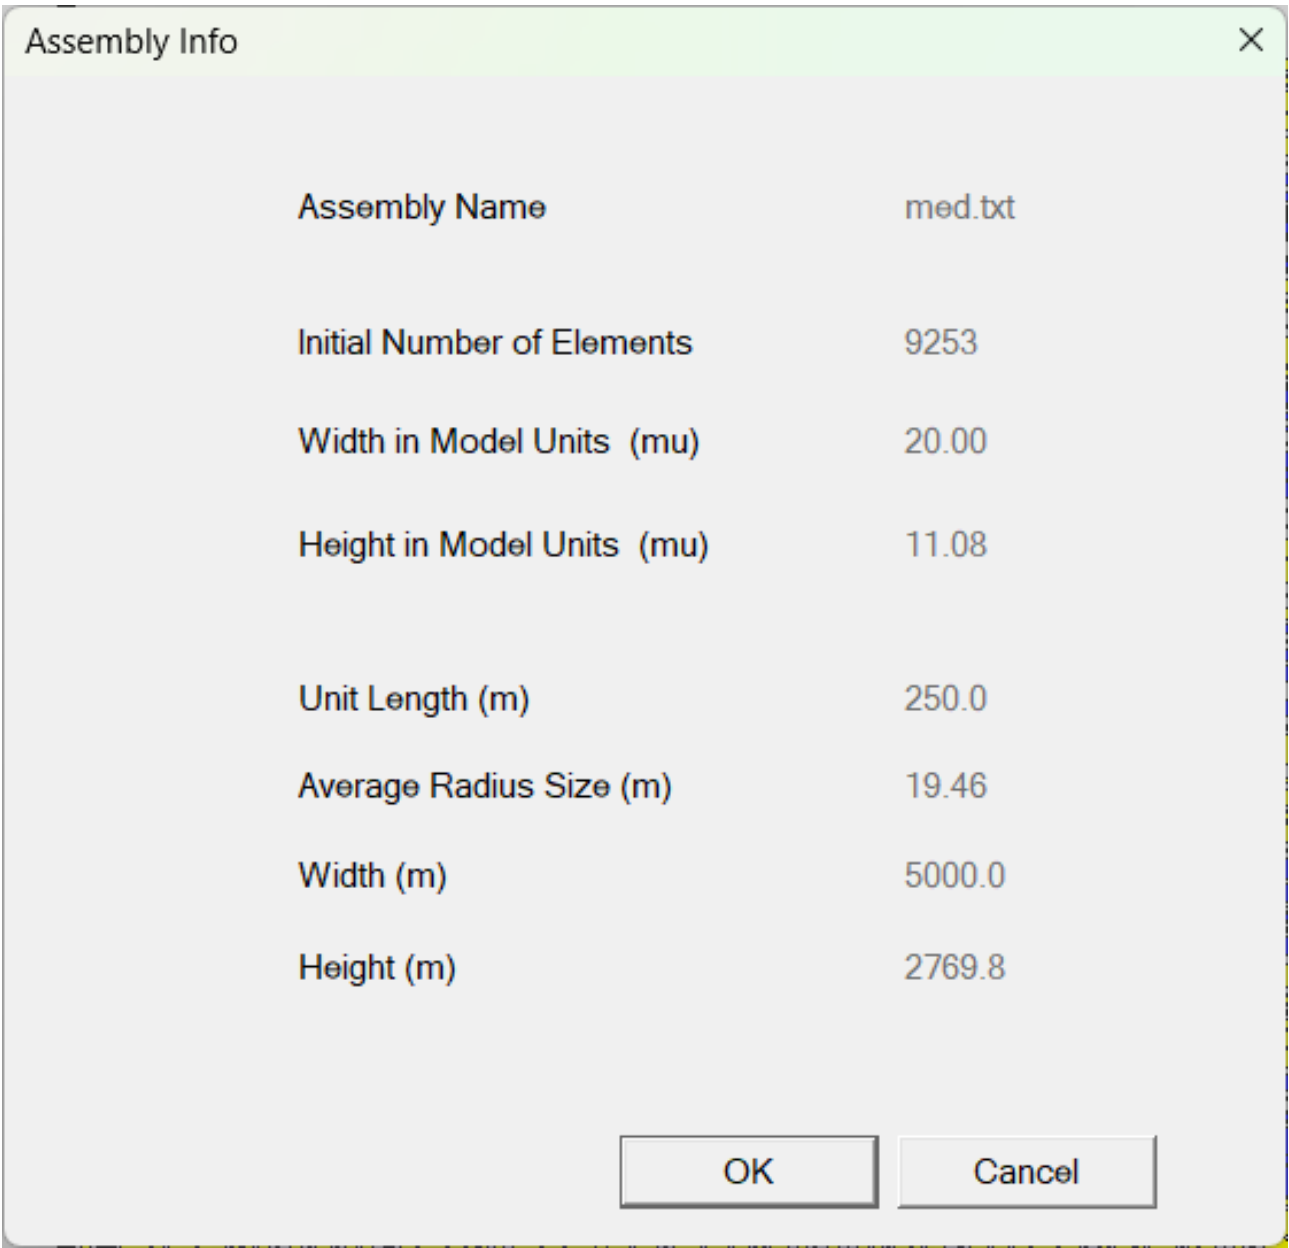 Assembly Info
Assembly Name med.txt
Initial Number of Elements 9253
Width in Model Units (mu) 20.00
Height in Model Units (mu) 11.08
Unit Length (m) 250.0
Average Radius Size (m) 19.46
Width (m) 5000.0
Height (m) 2769.8
OK Cancel